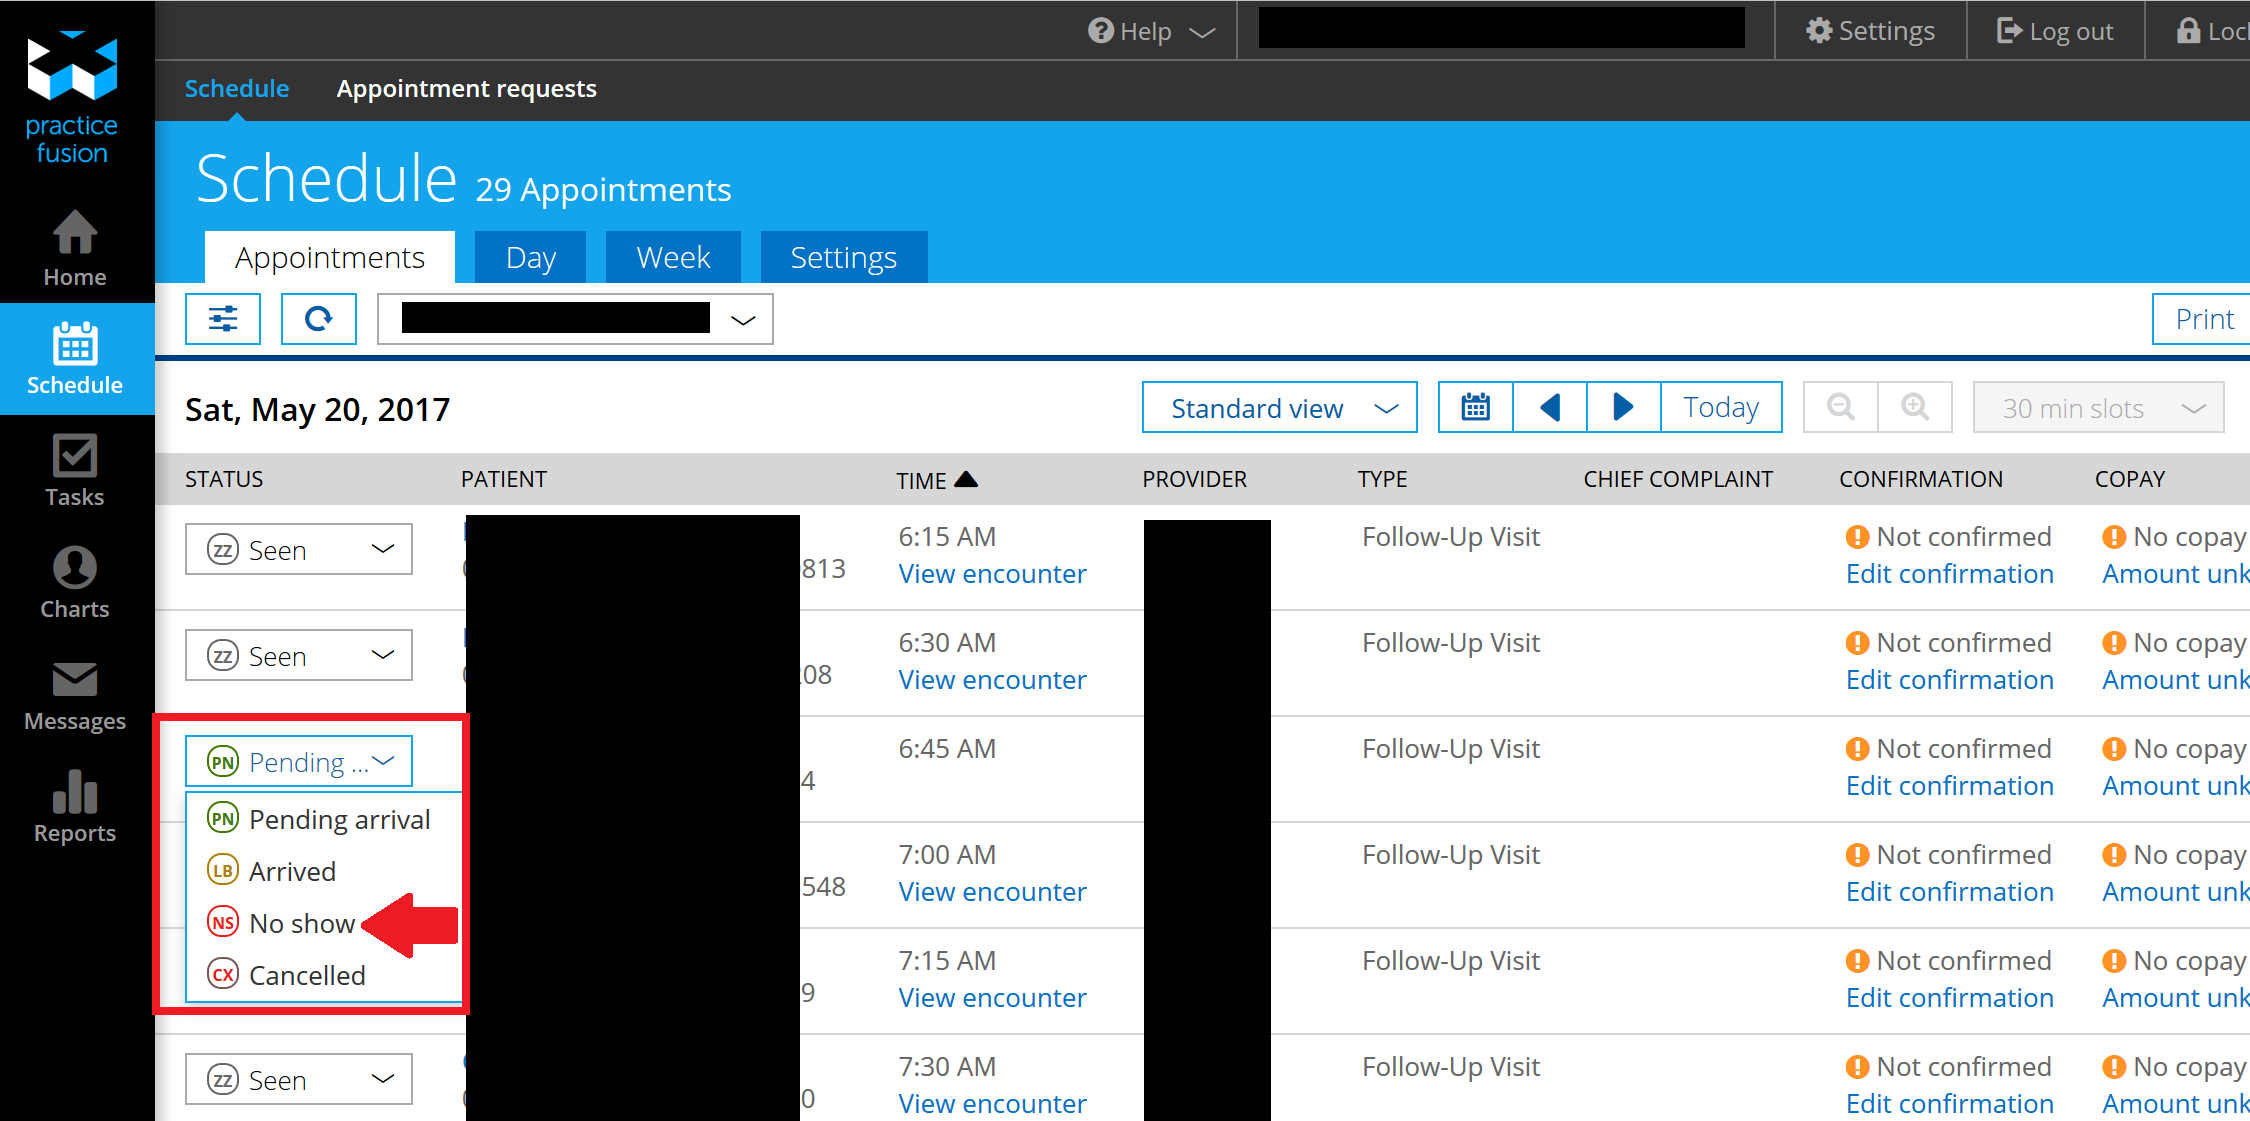 Help
Settings
Log out
practice
fusion
Schedule Appointment requests
Schedule 29 Appointments
Appointments Day Week Settings
Home
Schedule
Tasks
Charts
Messages
Reports
Print
Sat, May 20, 2017
Standard view
Today
30 min slots
STATUS PATIENT TIME PROVIDER TYPE CHIEF COMPLAINT CONFIRMATION COPAY
ZZ Seen 6:15 AM Follow-Up Visit Not confirmed No copay
813 View encounter Edit confirmation Amount
ZZ Seen 6:30 AM Follow-Up Visit Not confirmed No copay
08 View encounter Edit confirmation Amount
PN Pending ... 6:45 AM Follow-Up Visit Not confirmed No copay
4 Edit confirmation Amount
PN Pending arrival
LB Arrived
NS No show
CX Cancelled
7:00 AM Follow-Up Visit Not confirmed No copay
548 View encounter Edit confirmation Amount
7:15 AM Follow-Up Visit Not confirmed No copay
9 View encounter Edit confirmation Amount
ZZ Seen 7:30 AM Follow-Up Visit Not confirmed No copay
0 View encounter Edit confirmation Amount